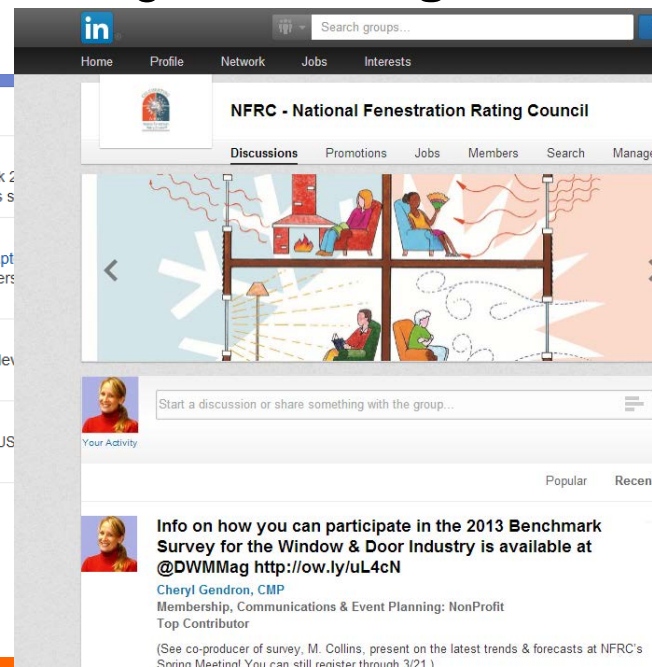 in
Search groups...
Home Profile Network Jobs Interests
NFRC - National Fenestration Rating Council
Discussions Promotions Jobs Members Search Manage
Start a discussion or share something with the group...
Your Activity
Popular Recen
Info on how you can participate in the 2013 Benchmark
Survey for the Window & Door Industry is available at
@DWMMag http://ow.ly/uL4cN
Cheryl Gendron, CMP
Membership, Communications & Event Planning: NonProfit
Top Contributor
(See co-producer of survey, M. Collins, present on the latest trends & forecasts at NFRC's
Spring Meeting! You can still register through 3/21.)